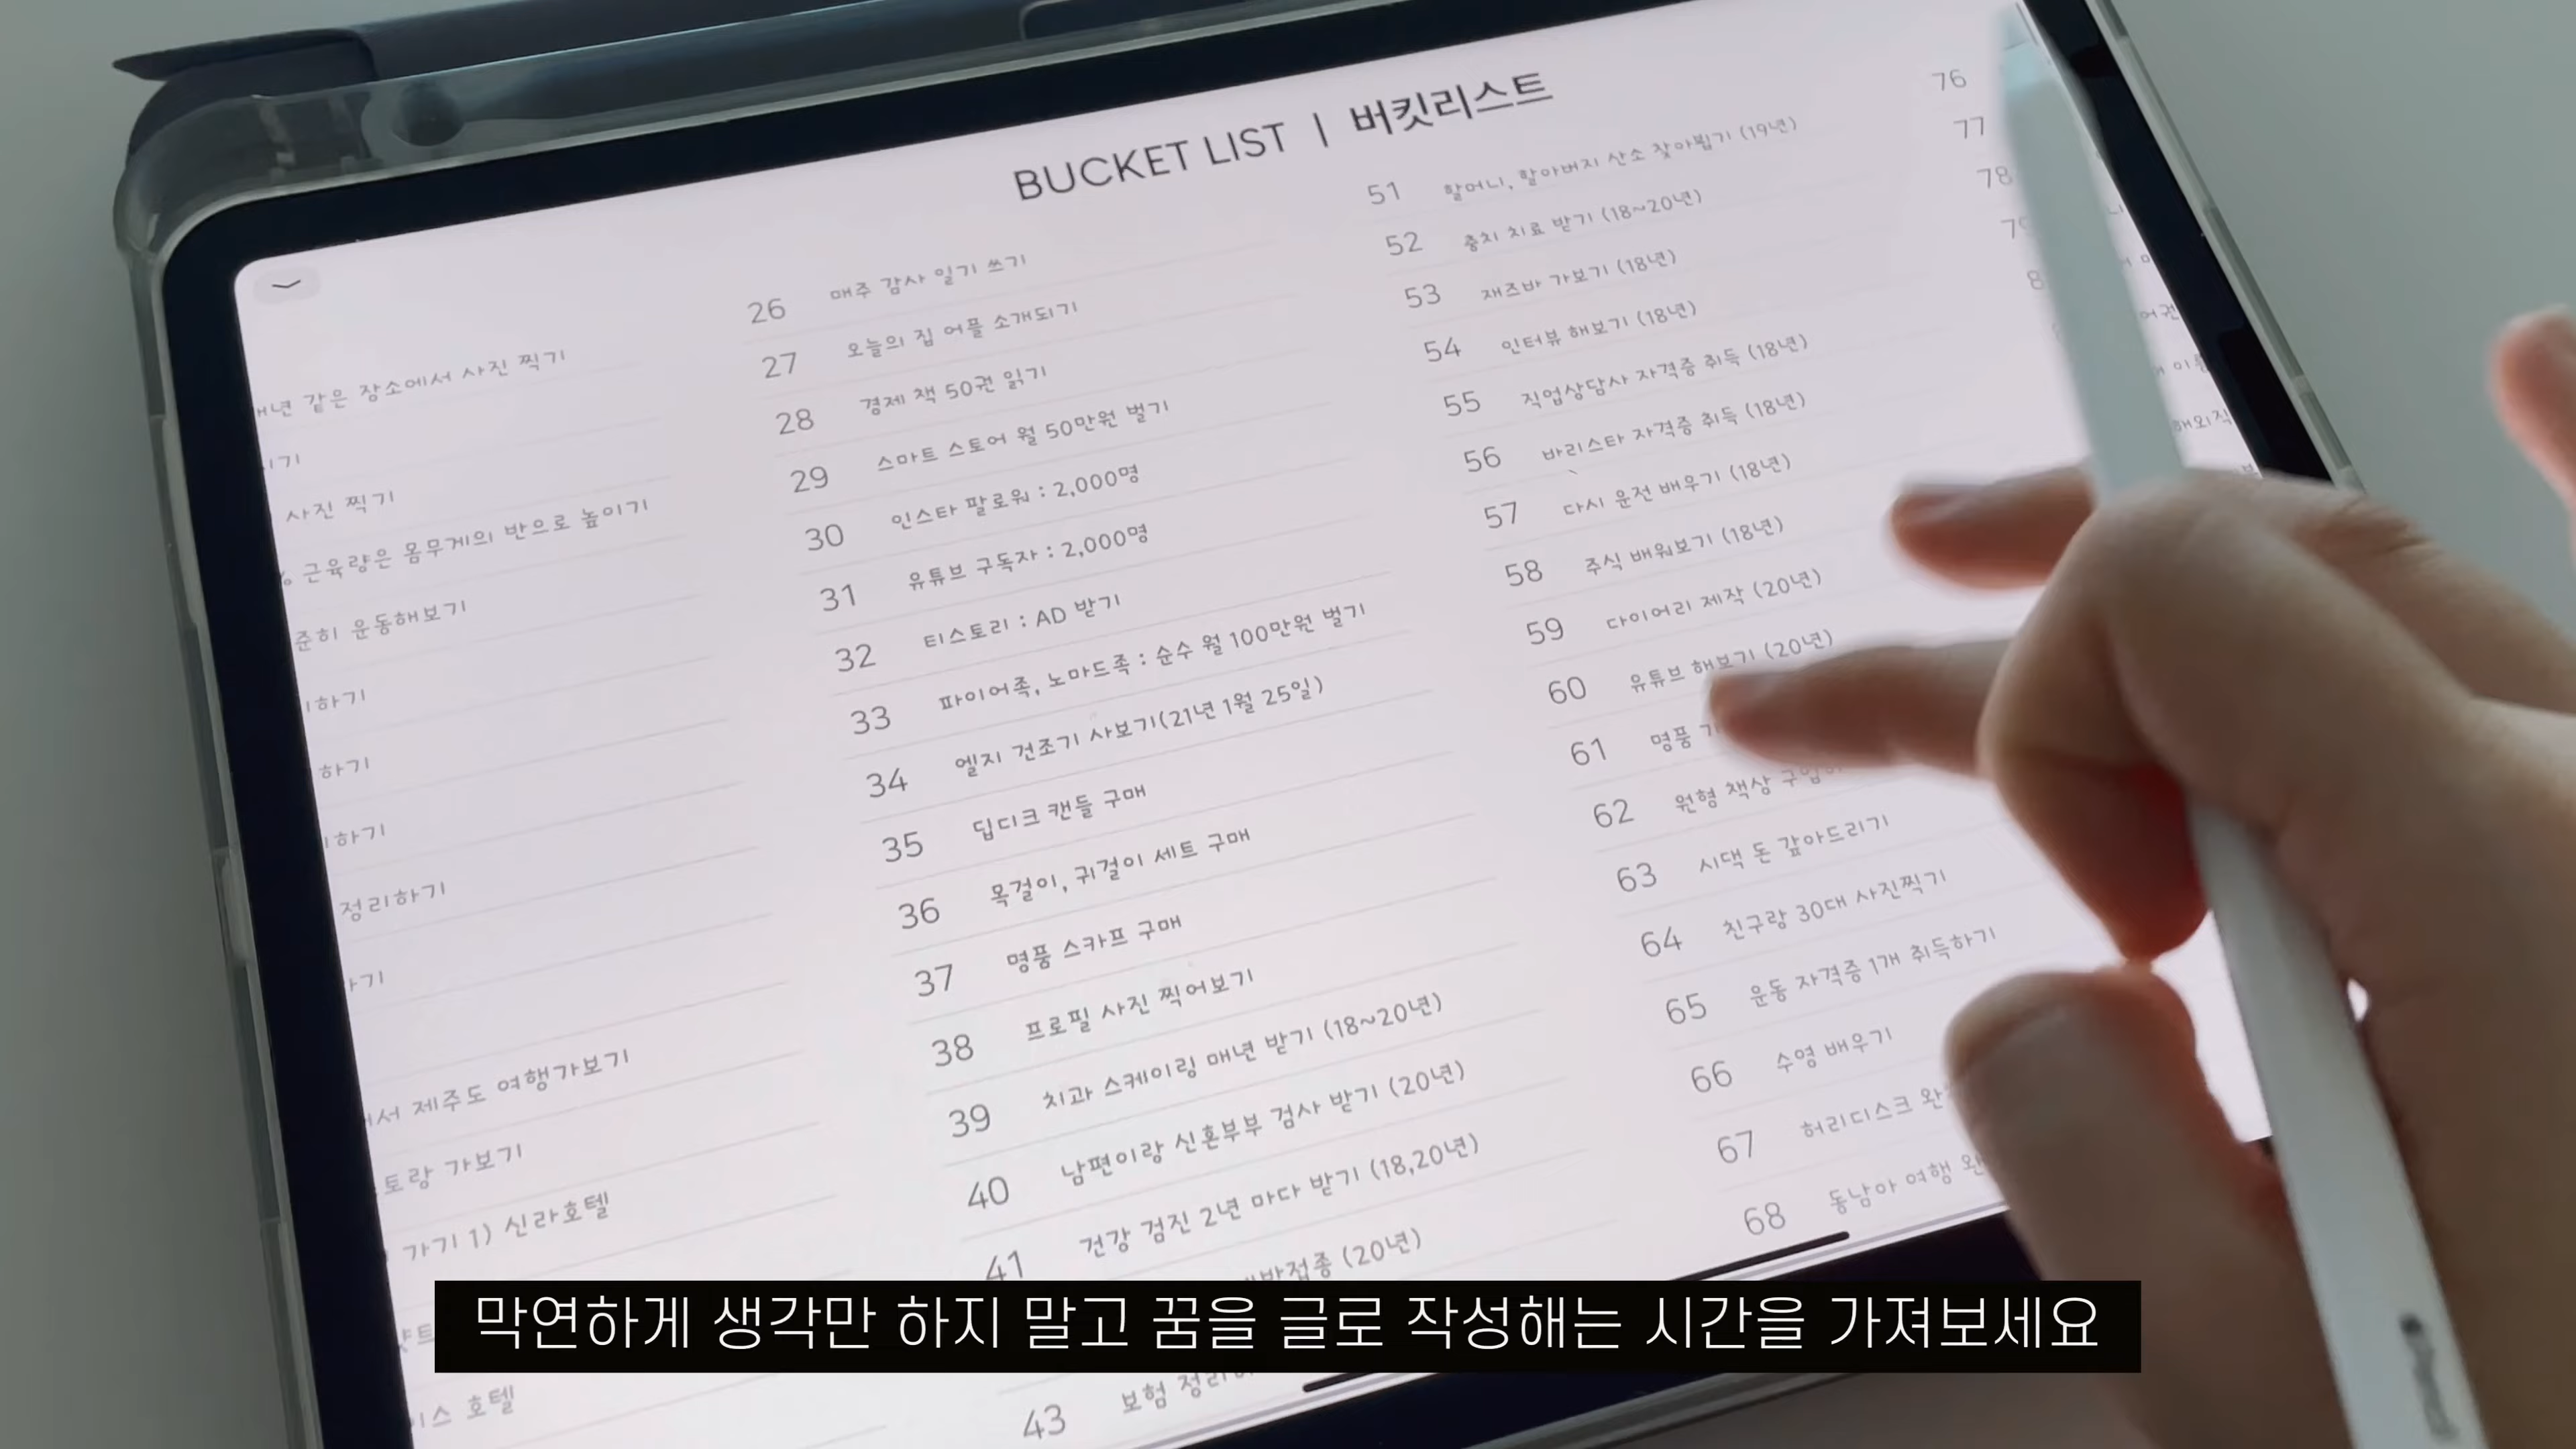 BUCKET LIST | 버킷리스트
같은 장소에서 사진 찍기
사진 찍기
근육량은 몸무게의 반으로 높이기
운동해보기
하기
하기
하기
정리하기
제주도 여행가보기
가보기
가기 1) 신라호텔
호텔
26 매주 감사 일기 쓰기
27 오늘의 집 어플 소개되기
28 경제 책 50권 읽기
29 스마트 스토어 월 50만원 벌기
30 인스타 팔로워 : 2,000명
31 유튜브 구독자 : 2,000명
32 티스토리 : AD 받기
33 파이어족, 노마드족 : 순수 월 100만원 벌기
34 엘지 건조기 사보기(21년 1월 25일)
35 딥디크 캔들 구매
36 목걸이, 귀걸이 세트 구매
37 명품 스카프 구매
38 프로필 사진 찍어보기
39 치과 스케이링 매년 받기 (18~20년)
40 남편이랑 신혼부부 검사 받기 (20년)
41 건강 검진 2년 마다 받기 (18,20년)
(20년)
43 보험
51 할머니, 할아버지 산소 찾아뵙기 (19년)
52 충치 치료 받기 (18~20년)
53 재즈바 가보기 (18년)
54 인터뷰 해보기 (18년)
55 직업상담사 자격증 취득 (18년)
56 바리스타 자격증 취득 (18년)
57 다시 운전 배우기 (18년)
58 주식 배워보기 (18년)
59 다이어리 제작 (20년)
60 유튜브 해보기 (20년)
61 명품
62 원형 책상
63 시댁 돈 갚아드리기
64 친구랑 30대 사진찍기
65 운동 자격증 1개 취득하기
66 수영 배우기
67 허리디스크
68 동남아 여행
76
77
78
막연하게 생각만 하지 말고 꿈을 글로 작성해는 시간을 가져보세요